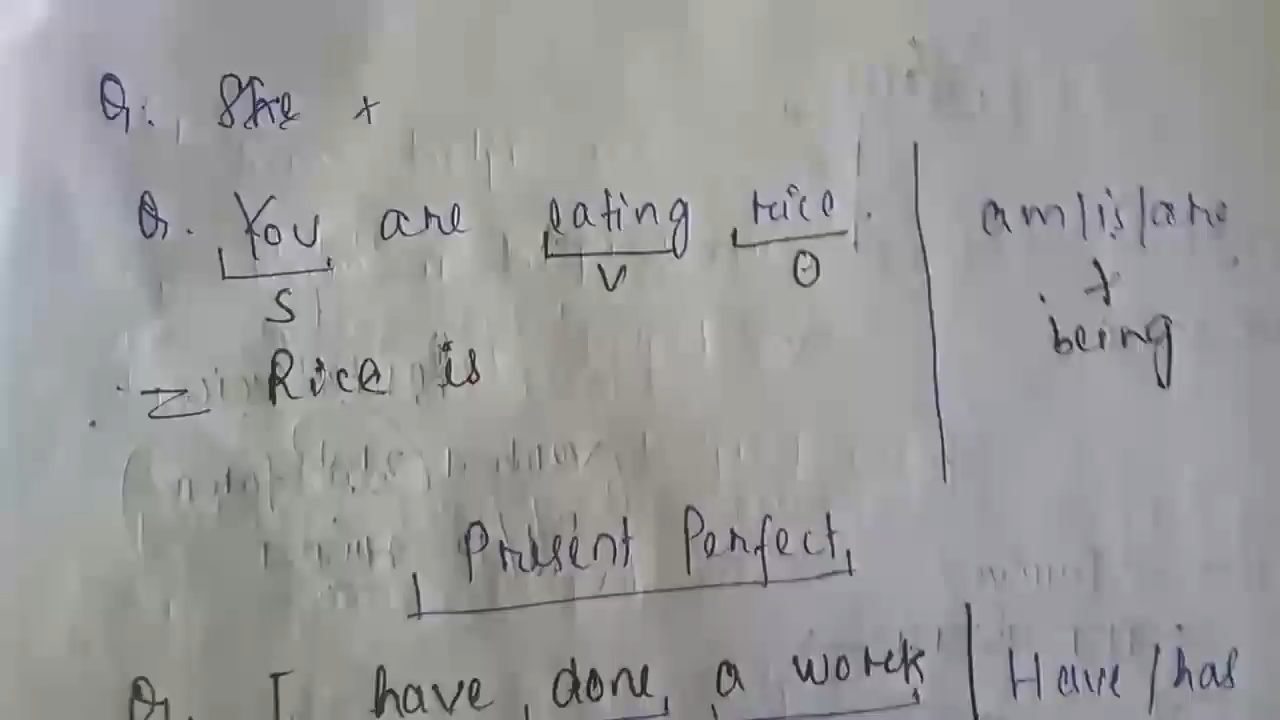 Q. She +
Q. You are eating rice. am/is/are
S V O +
being
Rice is
Present Perfect
Q. I have done a work Have/has